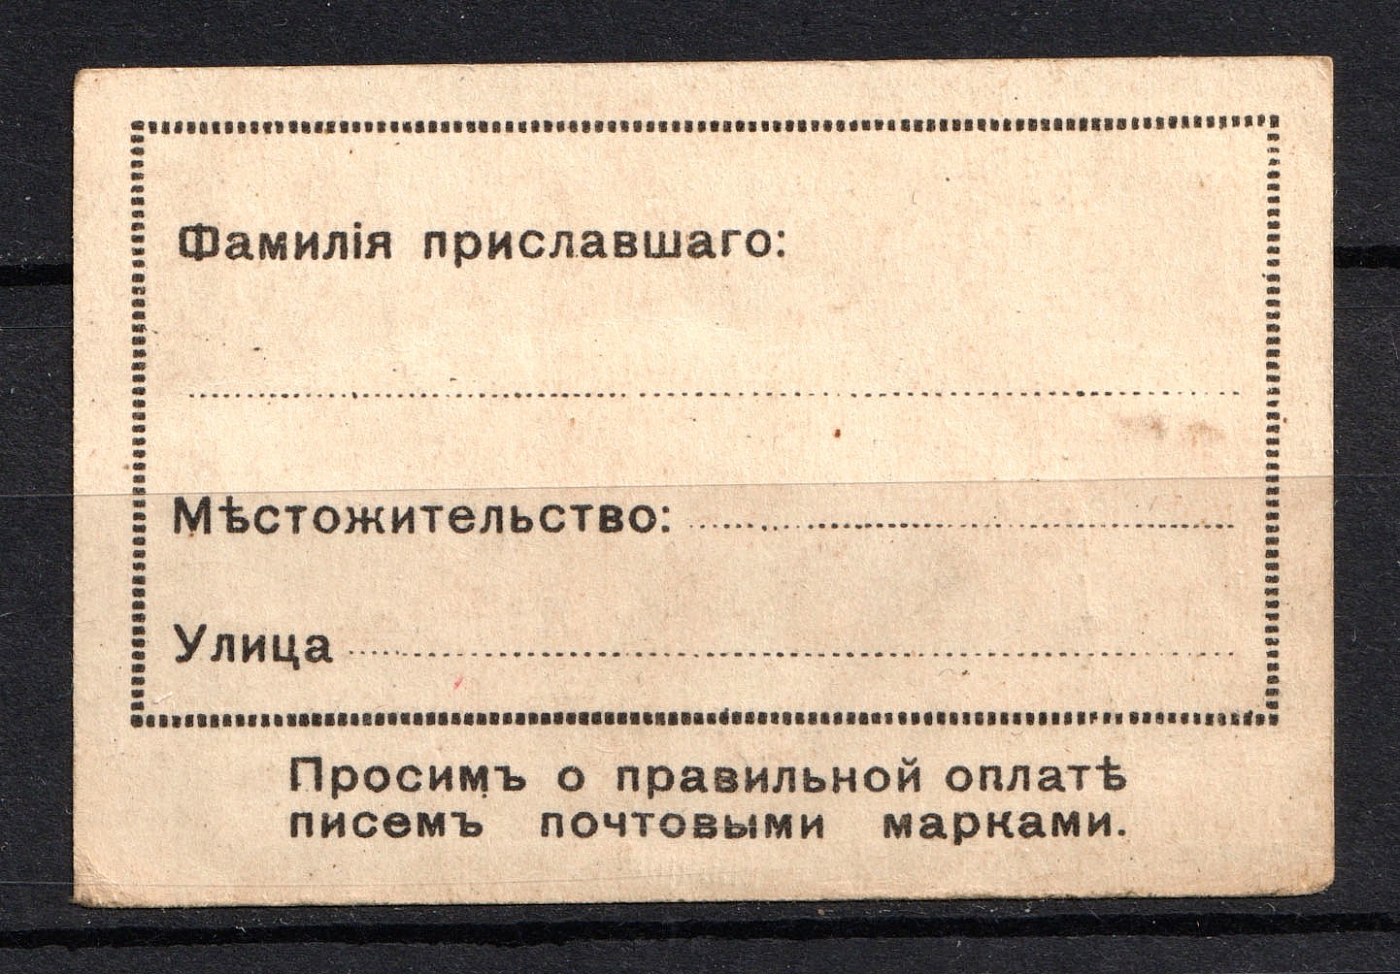 Фамилія приславшаго:
Мѣстожительство:
Улица
Просимъ о правильной оплатѣ
писемъ почтовыми марками.